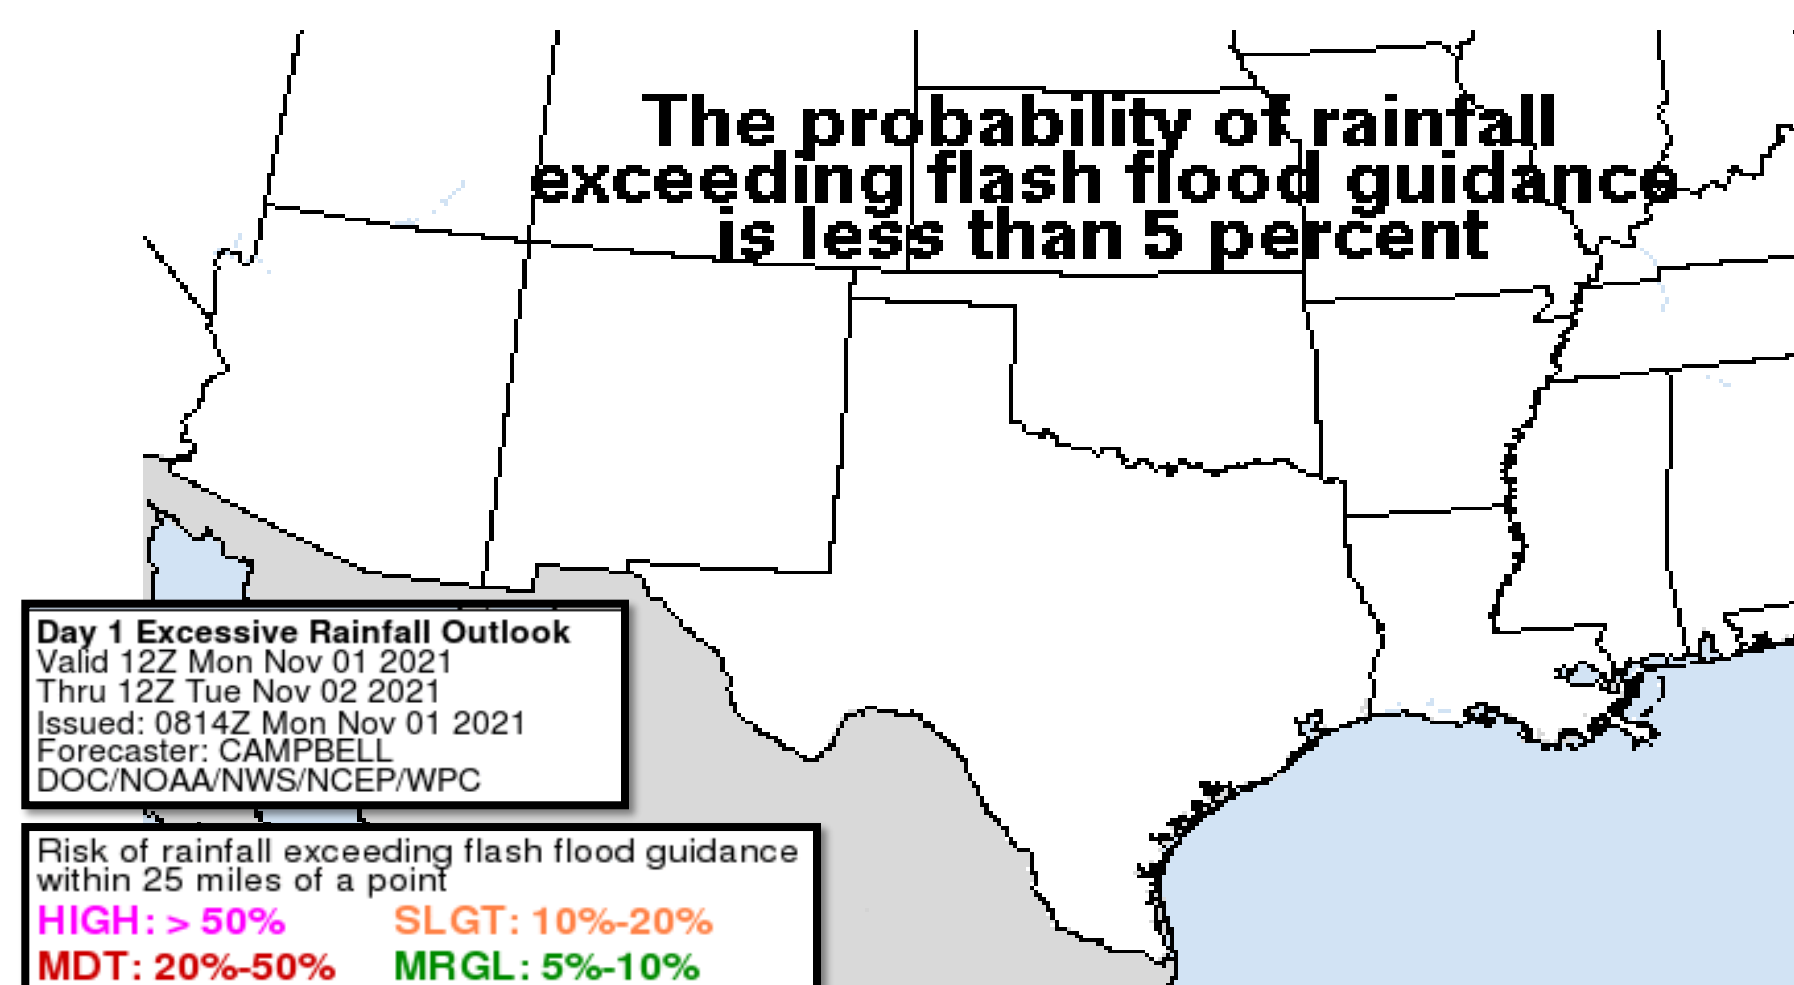 The probability of rainfall
exceeding flash flood guidance
is less than 5 percent
Day 1 Excessive Rainfall Outlook
Valid 12Z Mon Nov 01 2021
Thru 12Z Tue Nov 02 2021
Issued: 0814Z Mon Nov 01 2021
Forecaster: CAMPBELL
DOC/NOAA/NWS/NCEP/WPC
Risk of rainfall exceeding flash flood guidance
within 25 miles of a point
HIGH: > 50% SLGT: 10%-20%
MDT: 20%-50% MRGL: 5%-10%